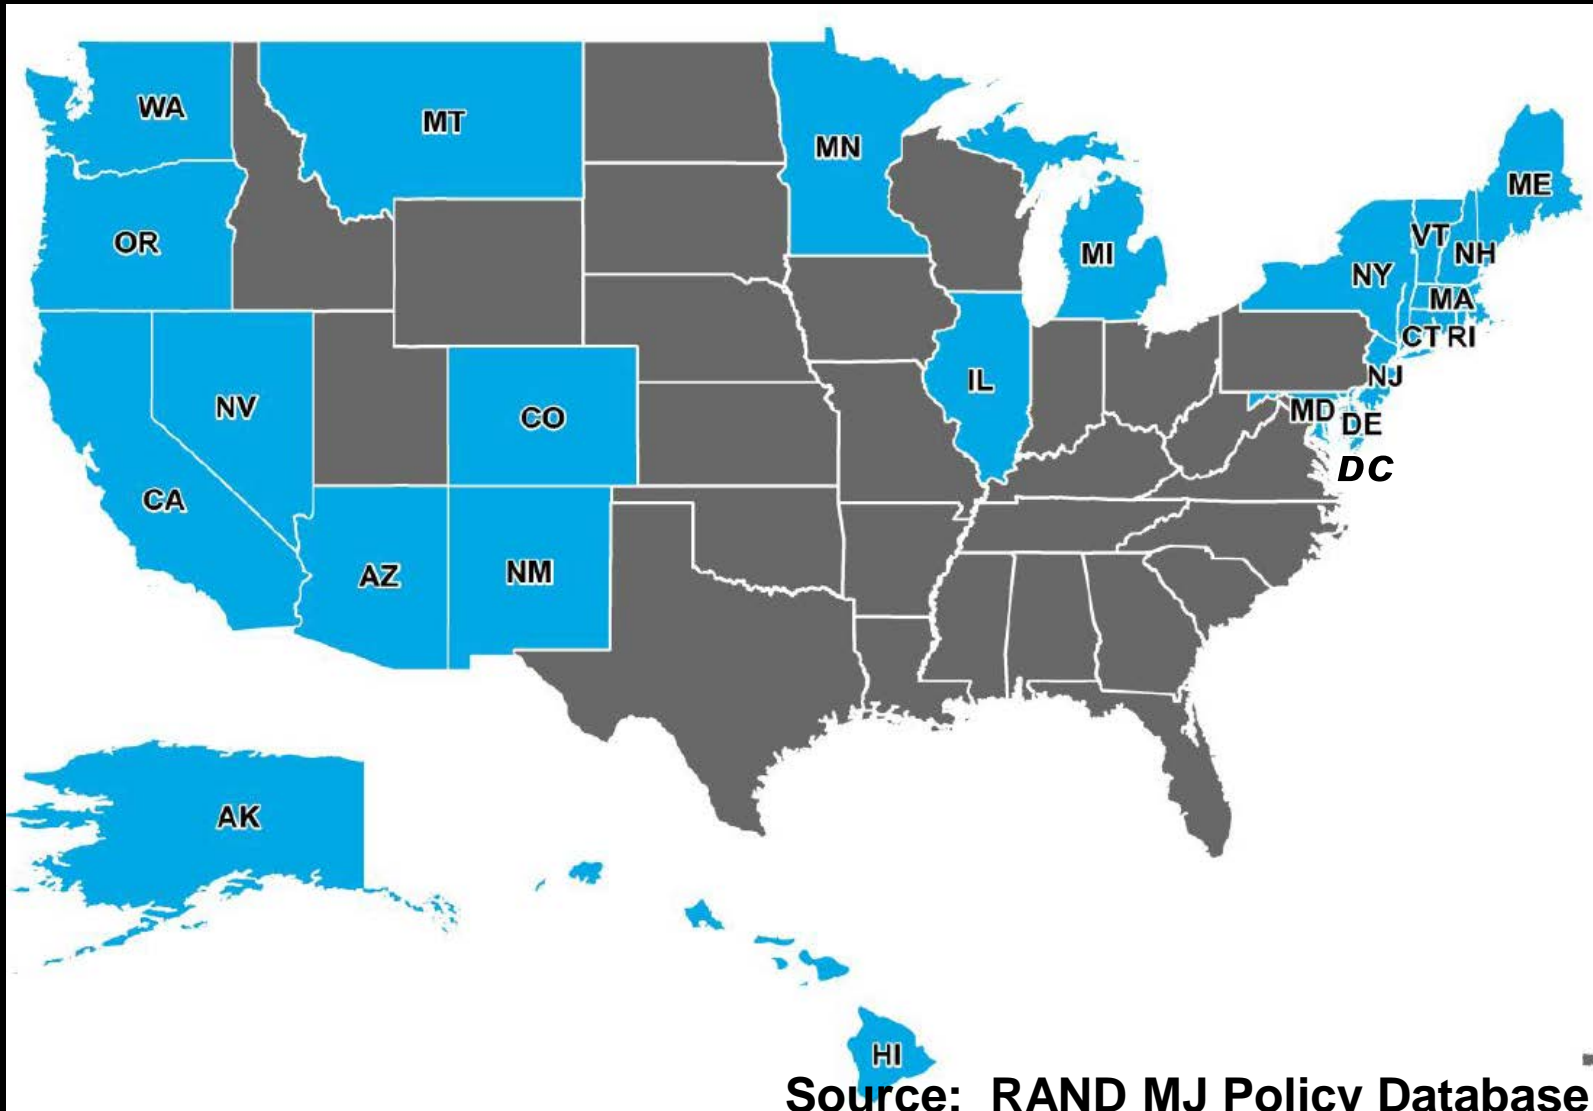 WA
MT
MN
ME
OR
VT
NH
MI
NY
MA
CT RI
NV
CO
IL
NJ
MD
DE
DC
CA
AZ
NM
AK
HI
Source: RAND MJ Policy Database